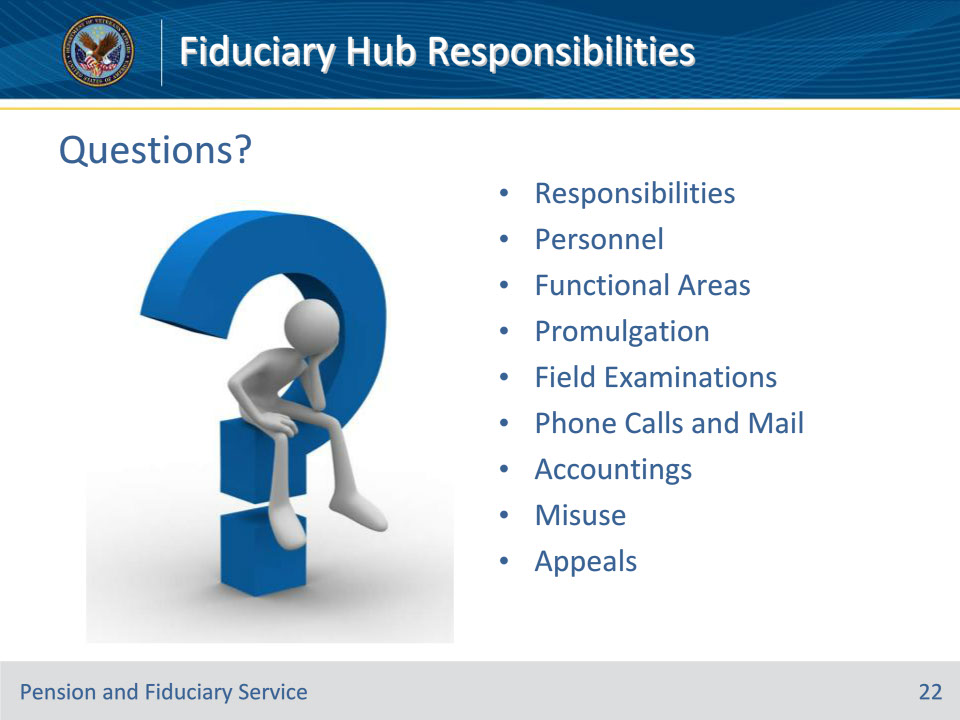 DEPARTMENT OF VETERANS AFFAIRS
UNITED STATES OF AMERICA
Fiduciary Hub Responsibilities
Questions?
• Responsibilities
• Personnel
• Functional Areas
• Promulgation
• Field Examinations
• Phone Calls and Mail
• Accountings
• Misuse
• Appeals
Pension and Fiduciary Service
22